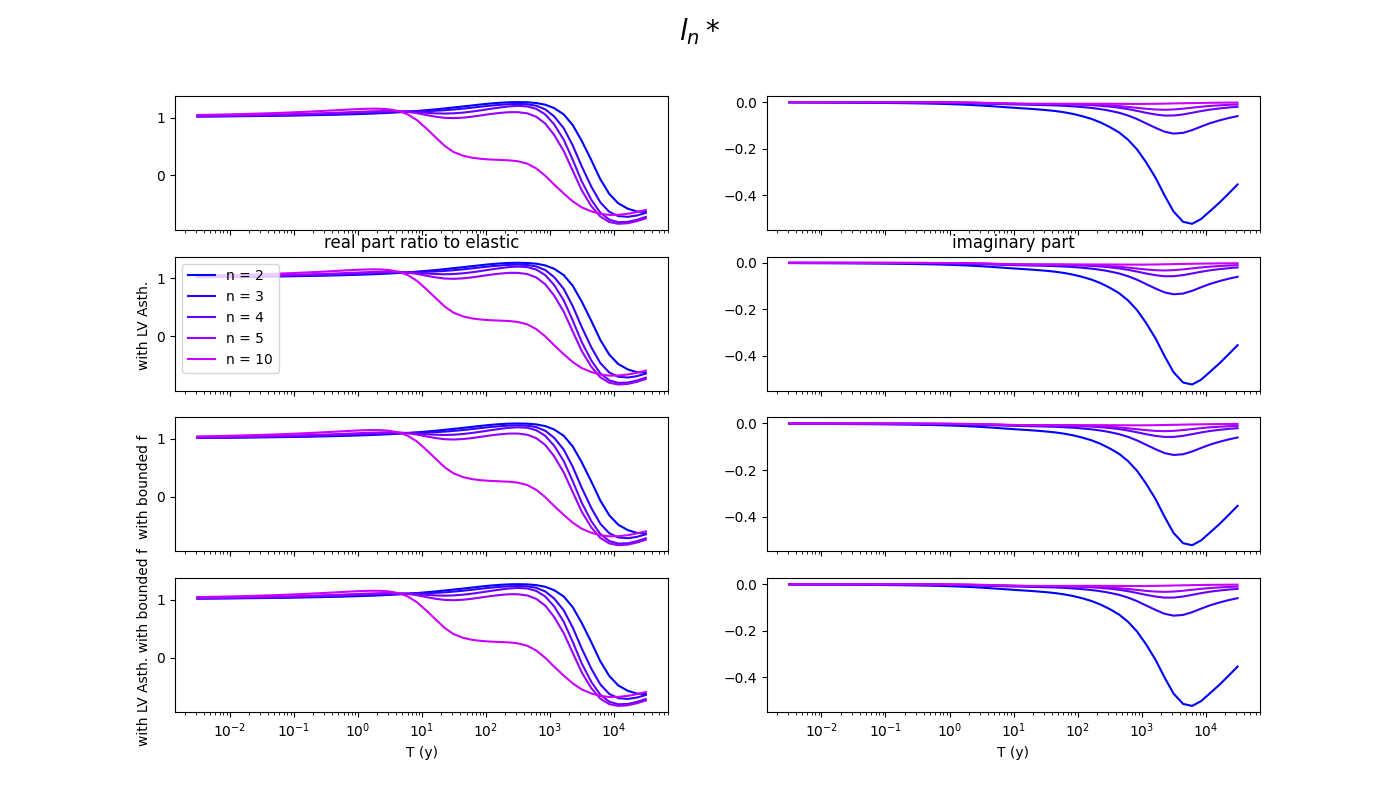 l_n *
1
0
0.0
−0.2
−0.4
real part ratio to elastic
imaginary part
with LV Asth.
1
0
n = 2
n = 3
n = 4
n = 5
n = 10
0.0
−0.2
−0.4
with bounded f
1
0
0.0
−0.2
−0.4
with LV Asth. with bounded f
1
0
10^-2 10^-1 10^0 10^1 10^2 10^3 10^4
T (y)
0.0
−0.2
−0.4
10^-2 10^-1 10^0 10^1 10^2 10^3 10^4
T (y)